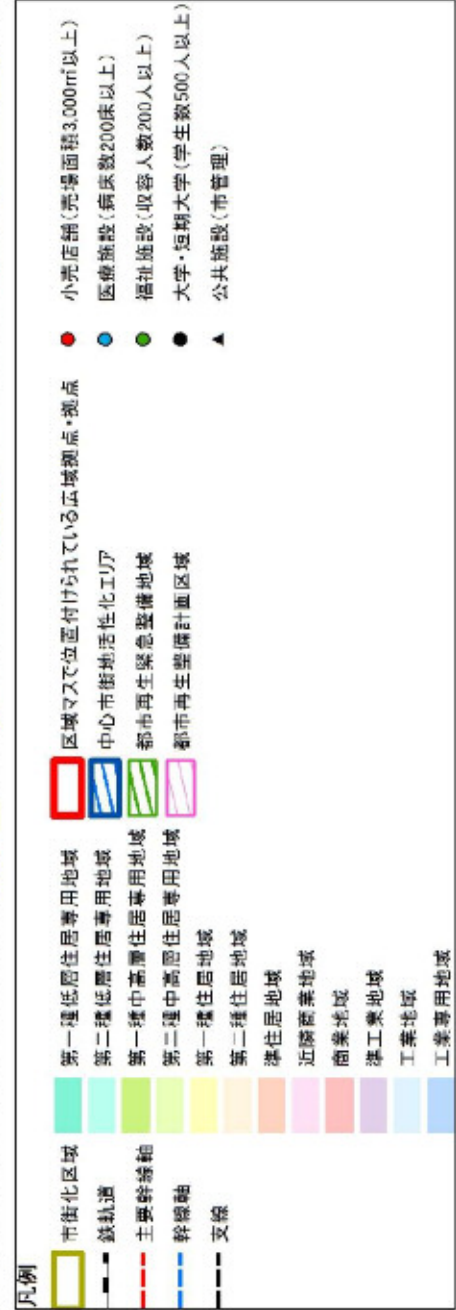 凡例
市街化区域
鉄軌道
主要幹線軸
幹線軸
支線
第一種低層住居専用地域
第二種低層住居専用地域
第一種中高層住居専用地域
第二種中高層住居専用地域
第一種住居地域
第二種住居地域
準住居地域
近隣商業地域
商業地域
準工業地域
工業地域
工業専用地域
区域マスで位置付けられている広域拠点・拠点
中心市街地活性化エリア
都市再生緊急整備地域
都市再生整備計画区域
小売店舗(売場面積3,000㎡以上)
医療施設(病床数200床以上)
福祉施設(収容人数200人以上)
大学・短期大学(学生数500人以上)
公共施設(市管理)